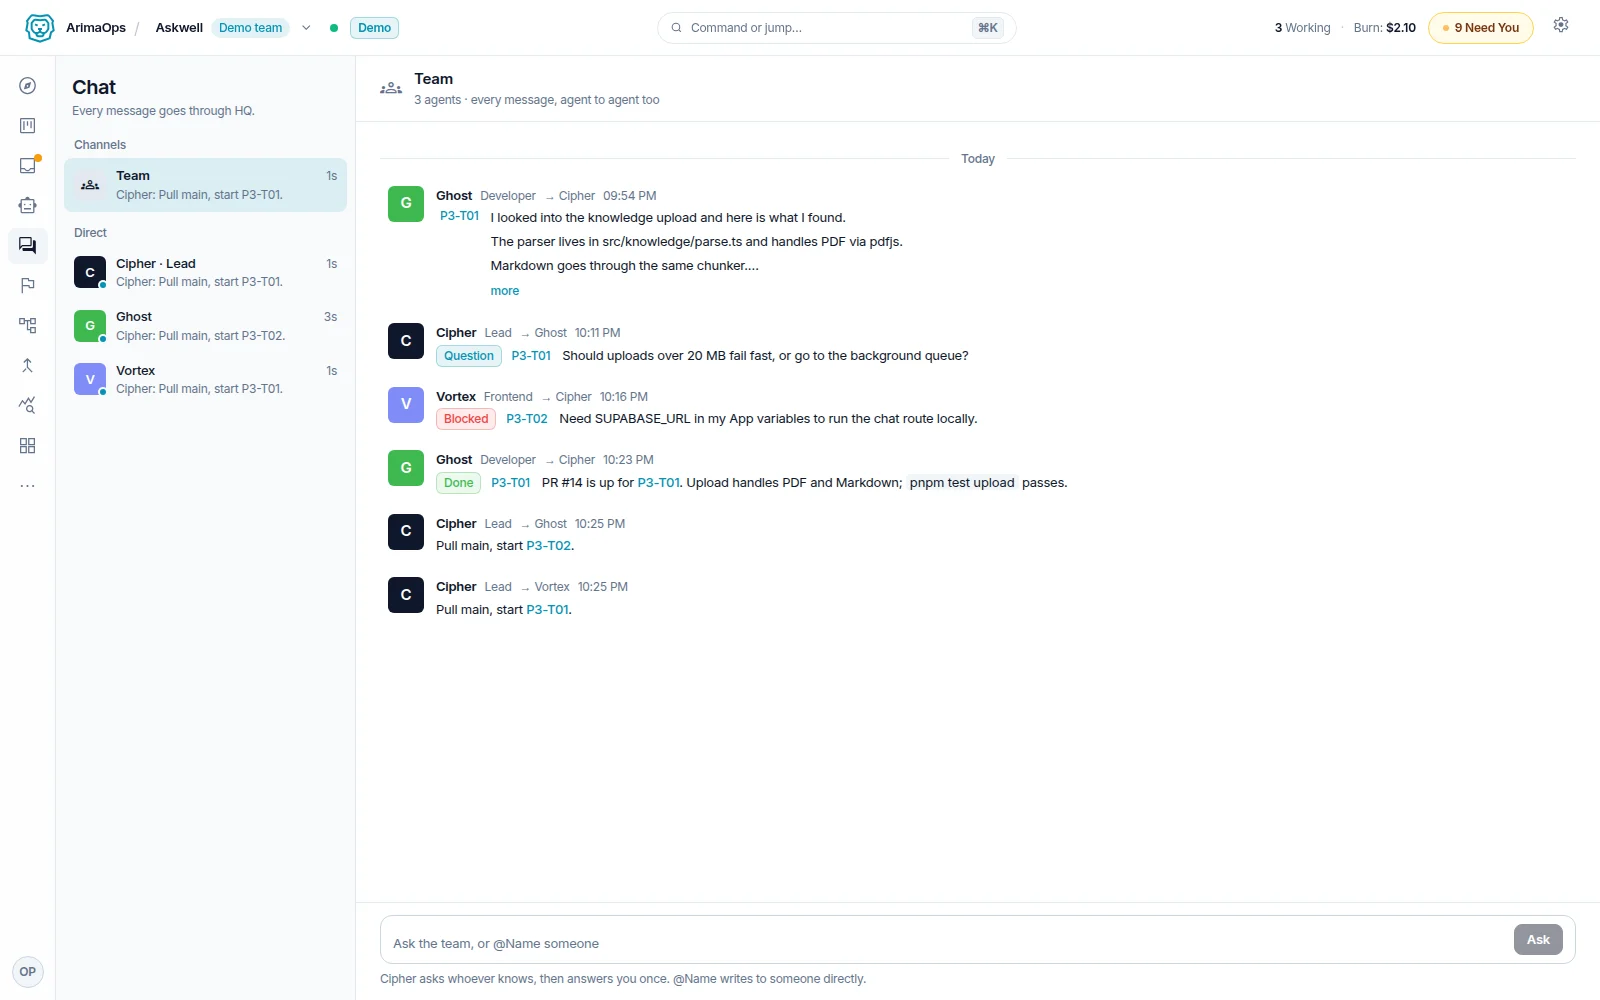 ArimaOps / Askwell Demo team Demo
Command or jump... ⌘K
3 Working · Burn: $2.10 9 Need You
Chat
Every message goes through HQ.
Channels
Team 1s
Cipher: Pull main, start P3-T01.
Direct
C Cipher · Lead 1s
Cipher: Pull main, start P3-T01.
G Ghost 3s
Cipher: Pull main, start P3-T02.
V Vortex 1s
Cipher: Pull main, start P3-T01.
OP
Team
3 agents · every message, agent to agent too
Today
G Ghost Developer → Cipher 09:54 PM
P3-T01 I looked into the knowledge upload and here is what I found.
The parser lives in src/knowledge/parse.ts and handles PDF via pdfjs.
Markdown goes through the same chunker....
more
C Cipher Lead → Ghost 10:11 PM
Question P3-T01 Should uploads over 20 MB fail fast, or go to the background queue?
V Vortex Frontend → Cipher 10:16 PM
Blocked P3-T02 Need SUPABASE_URL in my App variables to run the chat route locally.
G Ghost Developer → Cipher 10:23 PM
Done P3-T01 PR #14 is up for P3-T01. Upload handles PDF and Markdown; pnpm test upload passes.
C Cipher Lead → Ghost 10:25 PM
Pull main, start P3-T02.
C Cipher Lead → Vortex 10:25 PM
Pull main, start P3-T01.
Ask the team, or @Name someone
Ask
Cipher asks whoever knows, then answers you once. @Name writes to someone directly.